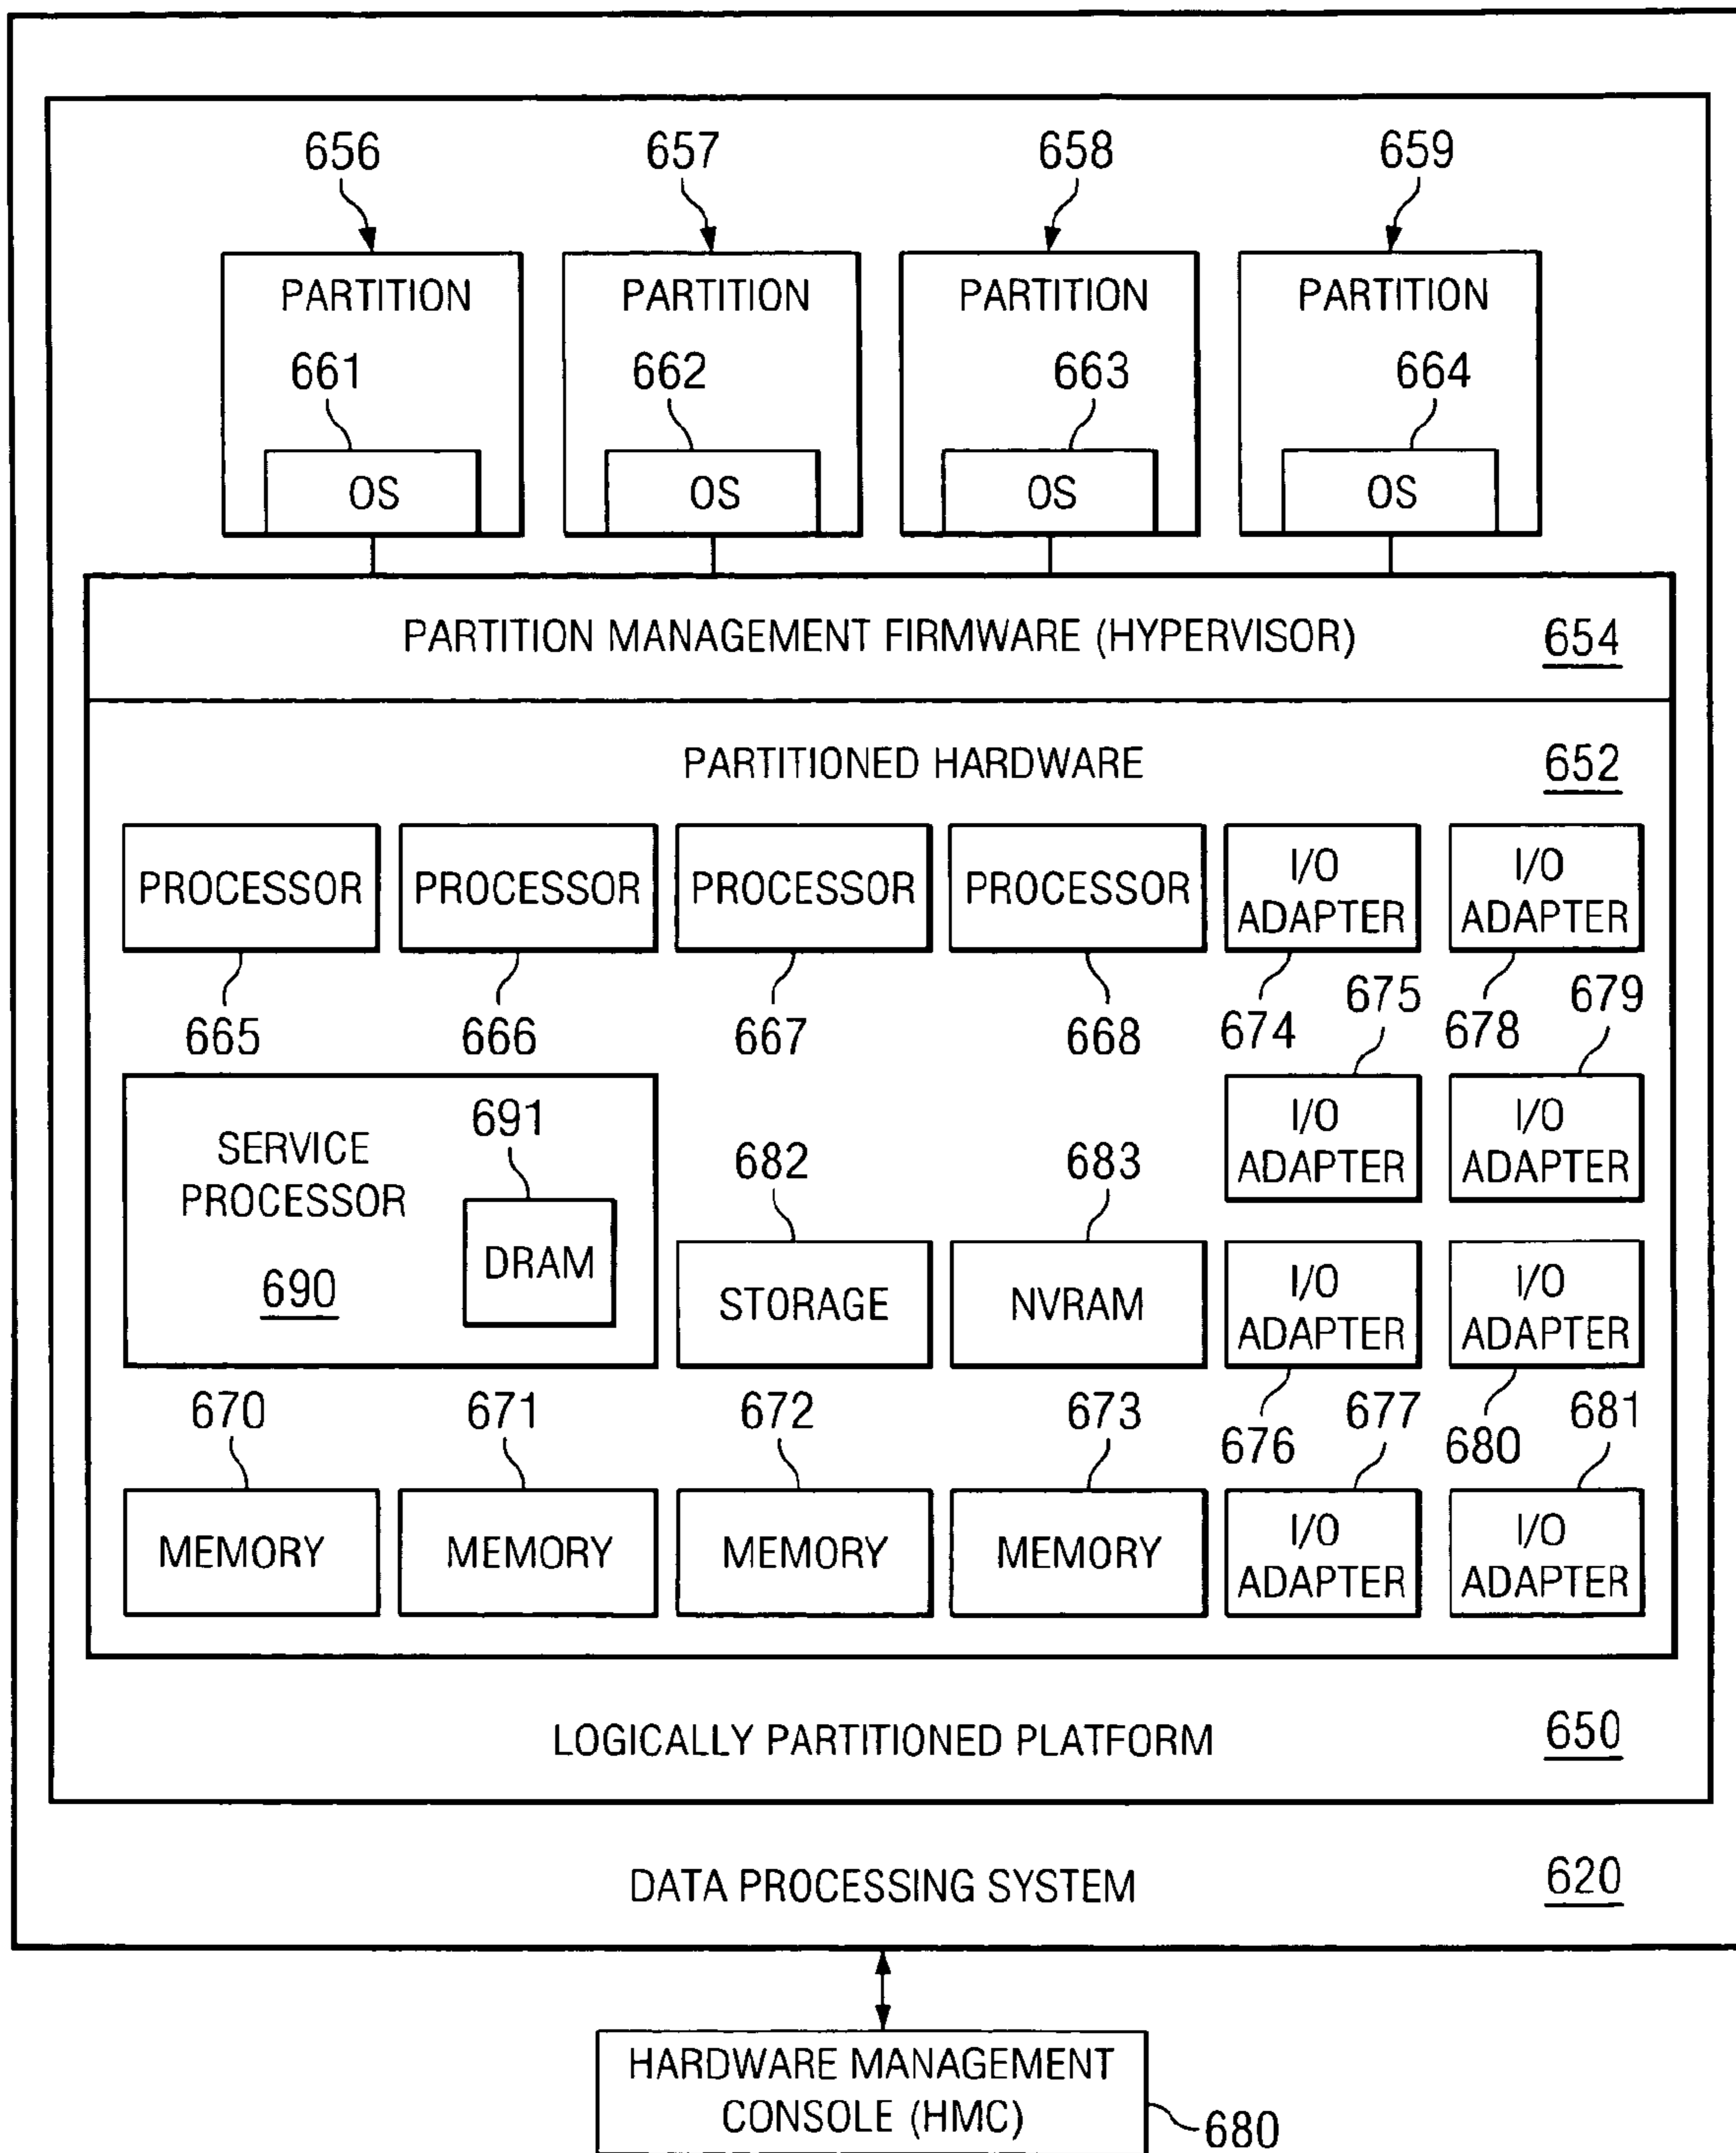 656 657 658 659
PARTITION PARTITION PARTITION PARTITION
661 662 663 664
OS OS OS OS
PARTITION MANAGEMENT FIRMWARE (HYPERVISOR) 654
PARTITIONED HARDWARE 652
PROCESSOR PROCESSOR PROCESSOR PROCESSOR I/O ADAPTER I/O ADAPTER
665 666 667 668 674 675 678 679
SERVICE
PROCESSOR
690
691
DRAM
682 683
STORAGE NVRAM
I/O
ADAPTER
I/O
ADAPTER
I/O
ADAPTER
I/O
ADAPTER
670 671 672 673 676 677 680 681
MEMORY MEMORY MEMORY MEMORY I/O ADAPTER I/O ADAPTER
LOGICALLY PARTITIONED PLATFORM 650
DATA PROCESSING SYSTEM 620
HARDWARE MANAGEMENT
CONSOLE (HMC)
680